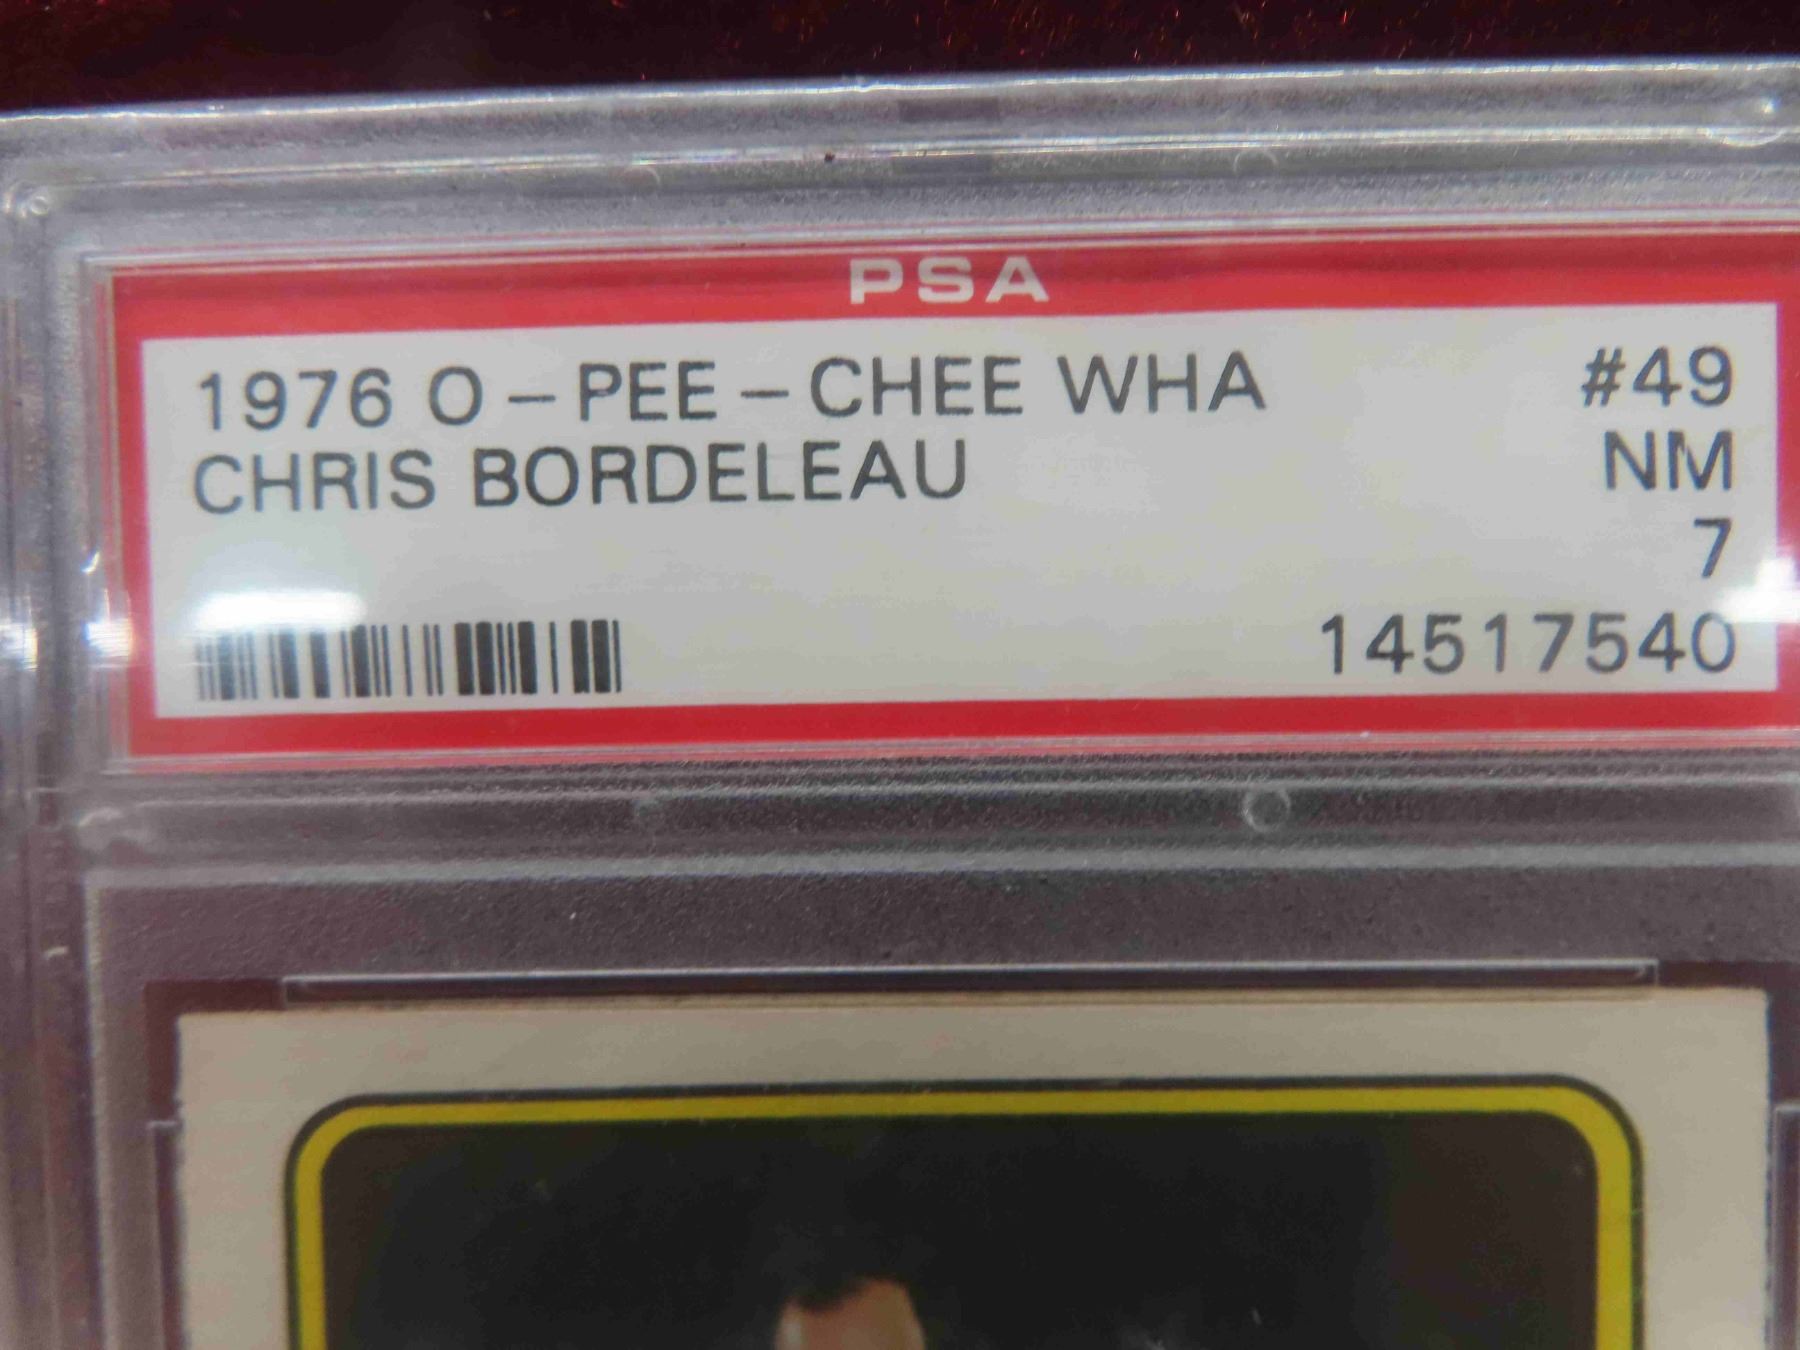 PSA
1976 O-PEE-CHEE WHA #49
CHRIS BORDELEAU NM
7
14517540